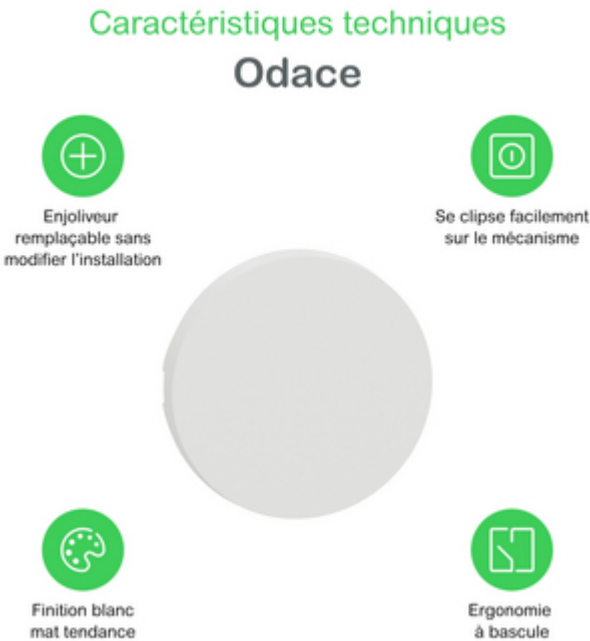 Caractéristiques techniques
Odace
Enjoliveur
remplaçable sans
modifier l'installation
Se clipse facilement
sur le mécanisme
Finition blanc
mat tendance
Ergonomie
à bascule